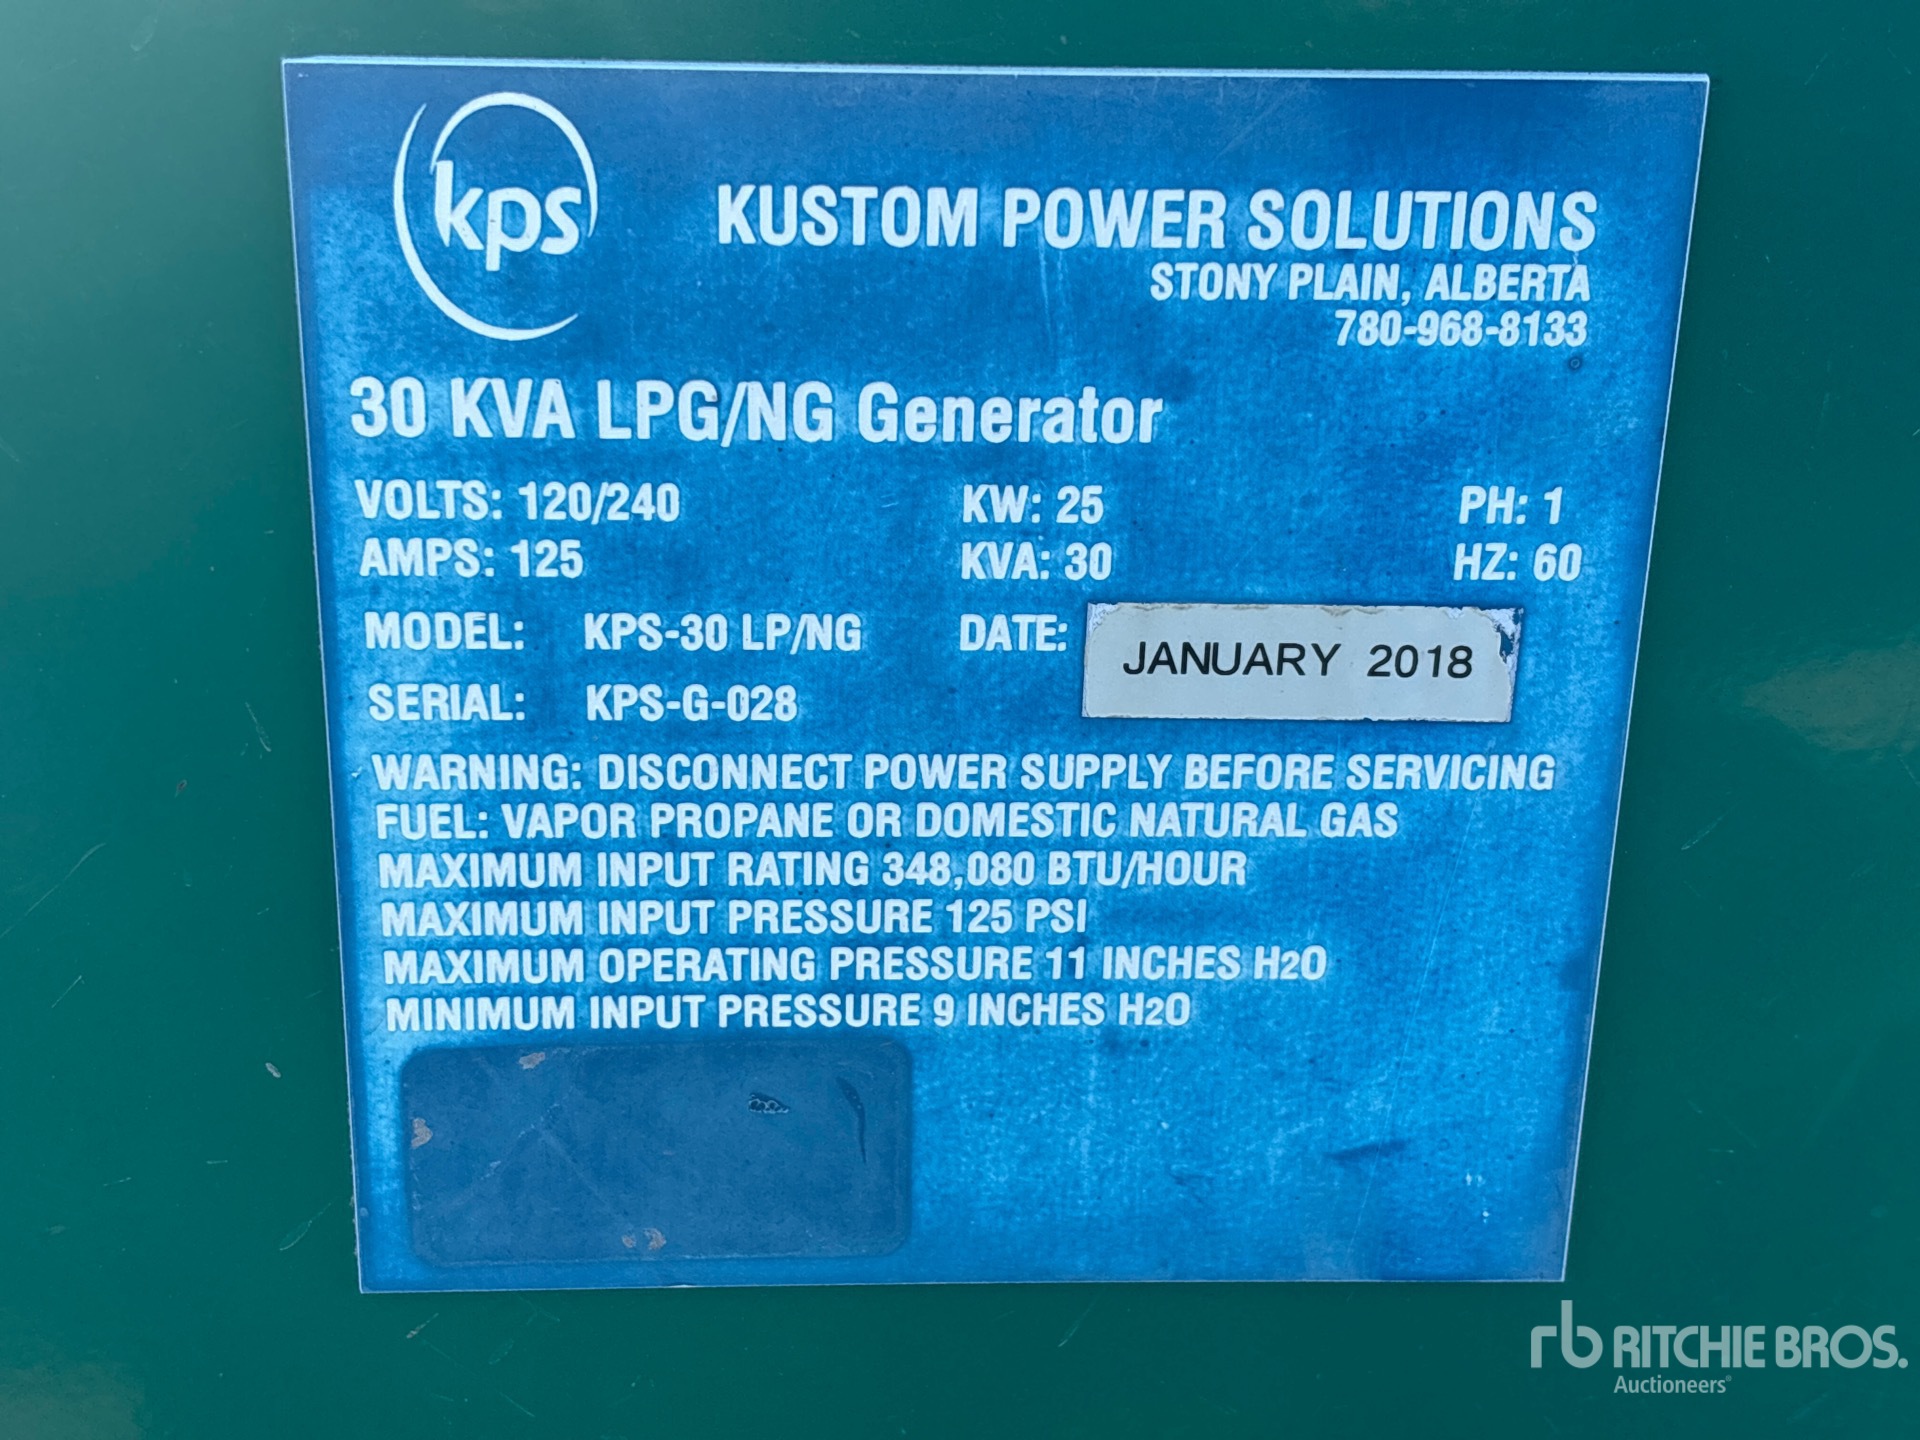 kps
KUSTOM POWER SOLUTIONS
STONY PLAIN, ALBERTA
780-968-8133
30 KVA LPG/NG Generator
VOLTS: 120/240 KW: 25 PH: 1
AMPS: 125 KVA: 30 HZ: 60
MODEL: KPS-30 LP/NG DATE: JANUARY 2018
SERIAL: KPS-G-028
WARNING: DISCONNECT POWER SUPPLY BEFORE SERVICING
FUEL: VAPOR PROPANE OR DOMESTIC NATURAL GAS
MAXIMUM INPUT RATING 348,080 BTU/HOUR
MAXIMUM INPUT PRESSURE 125 PSI
MAXIMUM OPERATING PRESSURE 11 INCHES H2O
MINIMUM INPUT PRESSURE 9 INCHES H2O
rb RITCHIE BROS.
Auctioneers®